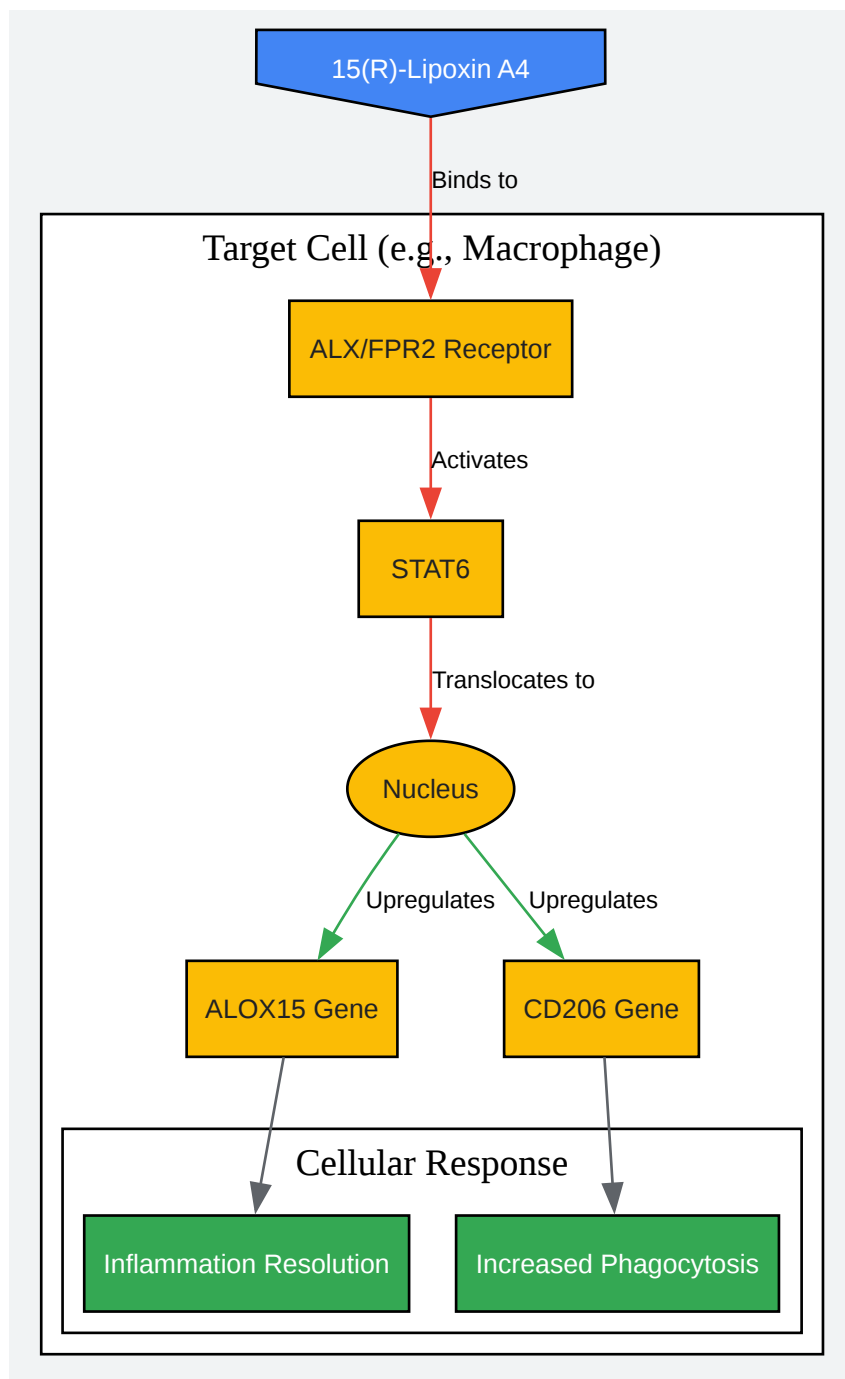 15(R)-Lipoxin A4
Binds to
Target Cell (e.g., Macrophage)
ALX/FPR2 Receptor
Activates
STAT6
Translocates to
Nucleus
Upregulates
Upregulates
ALOX15 Gene
CD206 Gene
Cellular Response
Inflammation Resolution
Increased Phagocytosis